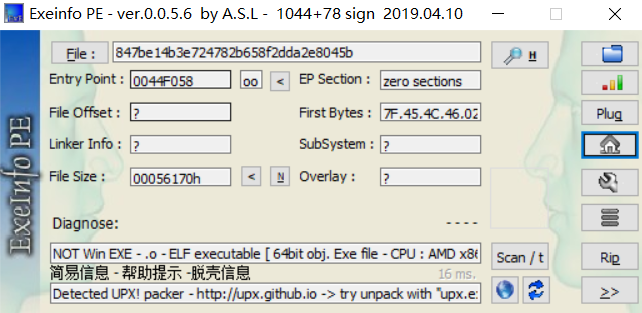 Exeinfo PE - ver.0.0.5.6 by A.S.L - 1044+78 sign 2019.04.10
File : 847be14b3e724782b658f2dda2e8045b H
Entry Point : 0044F058 oo < EP Section : zero sections
File Offset : ? First Bytes : 7F.45.4C.46.02 Plug
Linker Info : ? SubSystem : ?
File Size : 00056170h < N Overlay : ?
Diagnose: ----
NOT Win EXE - .o - ELF executable [ 64bit obj. Exe file - CPU : AMD x86 Scan / t Rip
简易信息 - 帮助提示 -脱壳信息 16 ms.
Detected UPX! packer - http://upx.github.io -> try unpack with "upx.e >>
ExeInfo PE